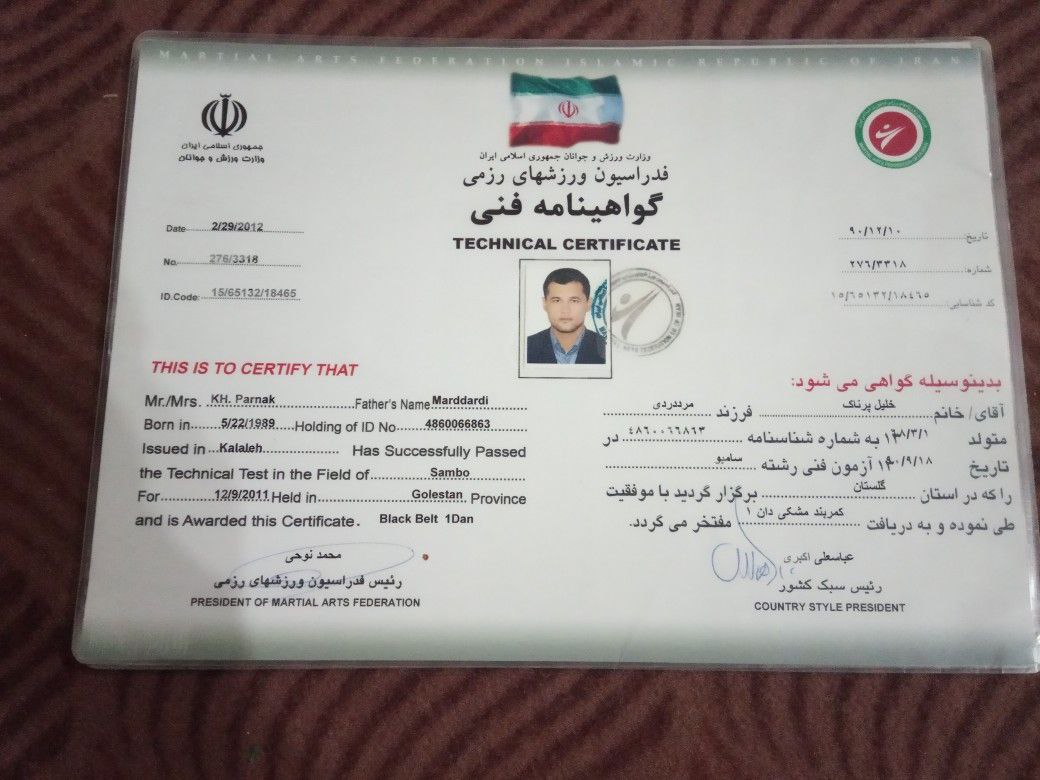 MARTIAL ARTS FEDERATION ISLAMIC REPUBLIC OF IRAN
جمهوری اسلامی ایران
وزارت ورزش و جوانان
وزارت ورزش و جوانان جمهوری اسلامی ایران
فدراسیون ورزشهای رزمی
گواهینامه فنی
TECHNICAL CERTIFICATE
Date 2/29/2012
No. 276/3318
ID.Code: 15/65132/18465
تاریخ: ۹۰/۱۲/۱۰
شماره: ۲۷۶/۳۳۱۸
کد شناسایی: ۱۵/۶۵۱۳۲/۱۸۴۶۵
THIS IS TO CERTIFY THAT
Mr./Mrs. KH. Parnak Father's Name Marddardi
Born in 5/22/1989 Holding of ID No 4860066863
Issued in Kalaleh Has Successfully Passed
the Technical Test in the Field of Sambo
For 12/9/2011 Held in Golestan Province
and is Awarded this Certificate. Black Belt 1Dan
محمد نوحی
رئیس فدراسیون ورزشهای رزمی
PRESIDENT OF MARTIAL ARTS FEDERATION
بدینوسیله گواهی می شود:
آقای/ خانم خلیل پرناک فرزند مرددردی
متولد ۶۸/۳/۱ به شماره شناسنامه ۴۸۶۰۰۶۶۸۶۳ در
تاریخ ۹۰/۹/۱۸ آزمون فنی رشته سامبو
را که در استان گلستان برگزار گردید با موفقیت
طی نموده و به دریافت کمربند مشکی دان ۱ مفتخر می گردد.
عباسعلی اکبری
رئیس سبک کشور
COUNTRY STYLE PRESIDENT